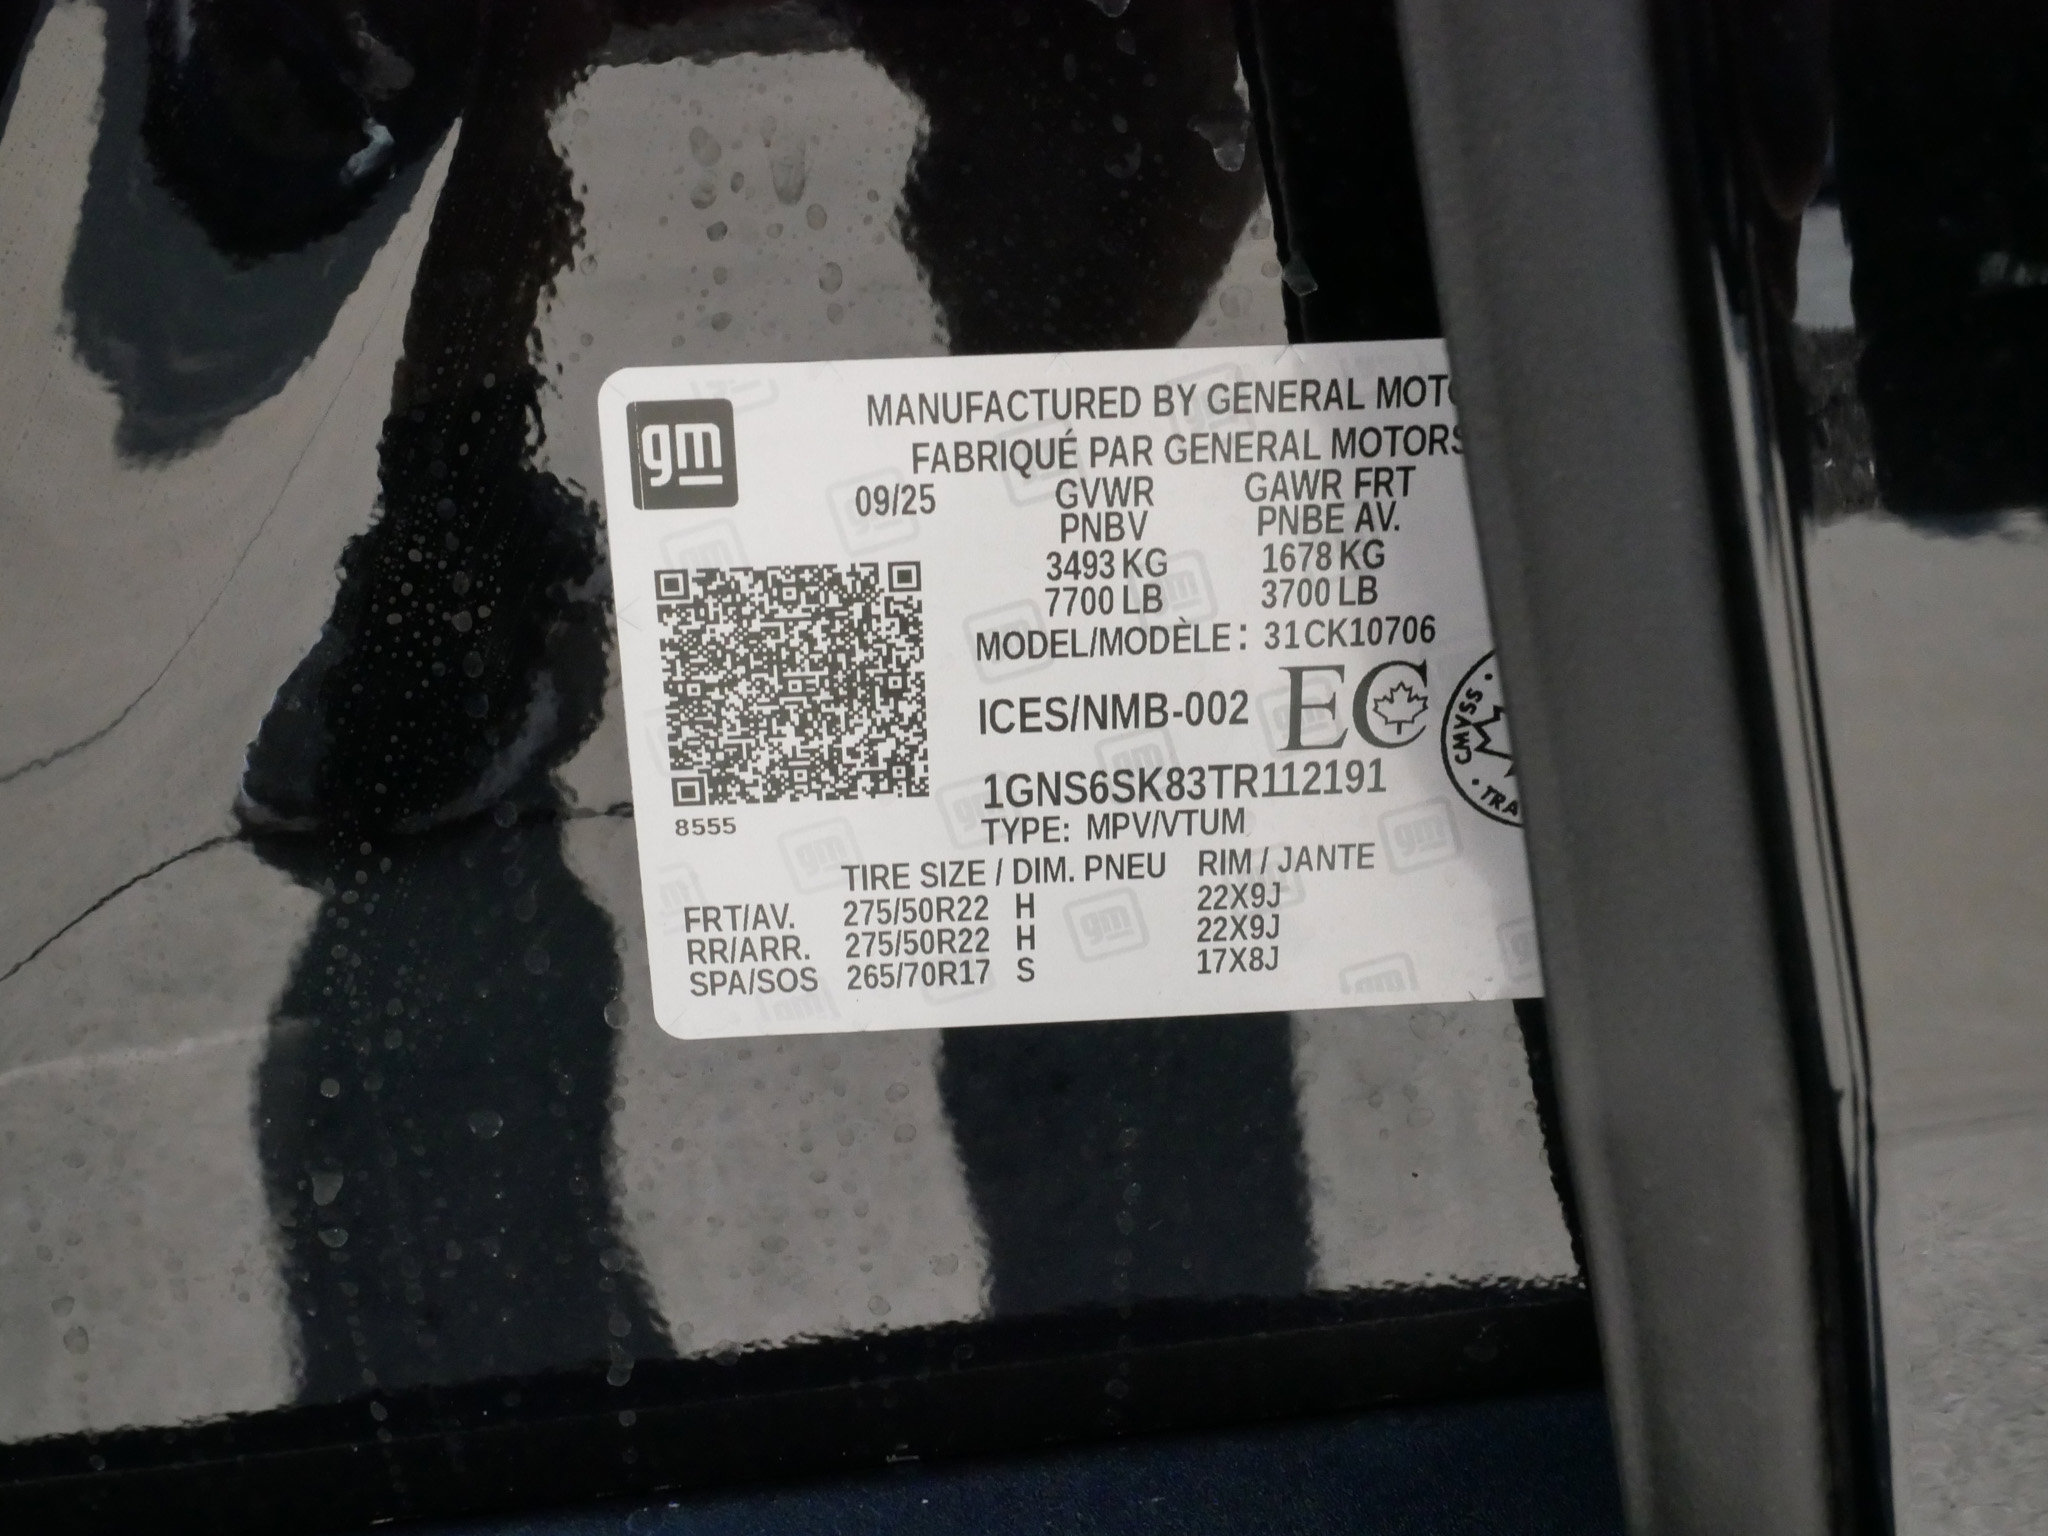 gm
MANUFACTURED BY GENERAL MOTO
FABRIQUÉ PAR GENERAL MOTORS
09/25 GVWR GAWR FRT
PNBV PNBE AV.
3493 KG 1678 KG
7700 LB 3700 LB
MODEL/MODÈLE: 31CK10706
ICES/NMB-002 EC
CMVSS TRA
1GNS6SK83TR112191
8555
TYPE: MPV/VTUM
TIRE SIZE / DIM. PNEU RIM / JANTE
FRT/AV. 275/50R22 H 22X9J
RR/ARR. 275/50R22 H 22X9J
SPA/SOS 265/70R17 S 17X8J